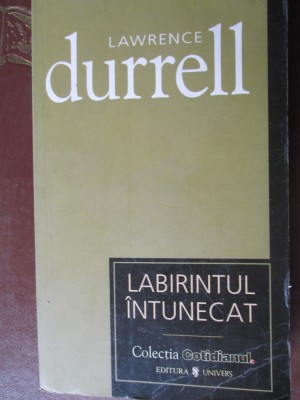 LAWRENCE
durrell
LABIRINTUL
ÎNTUNECAT
Colecția Cotidianul.
EDITURA UNIVERS